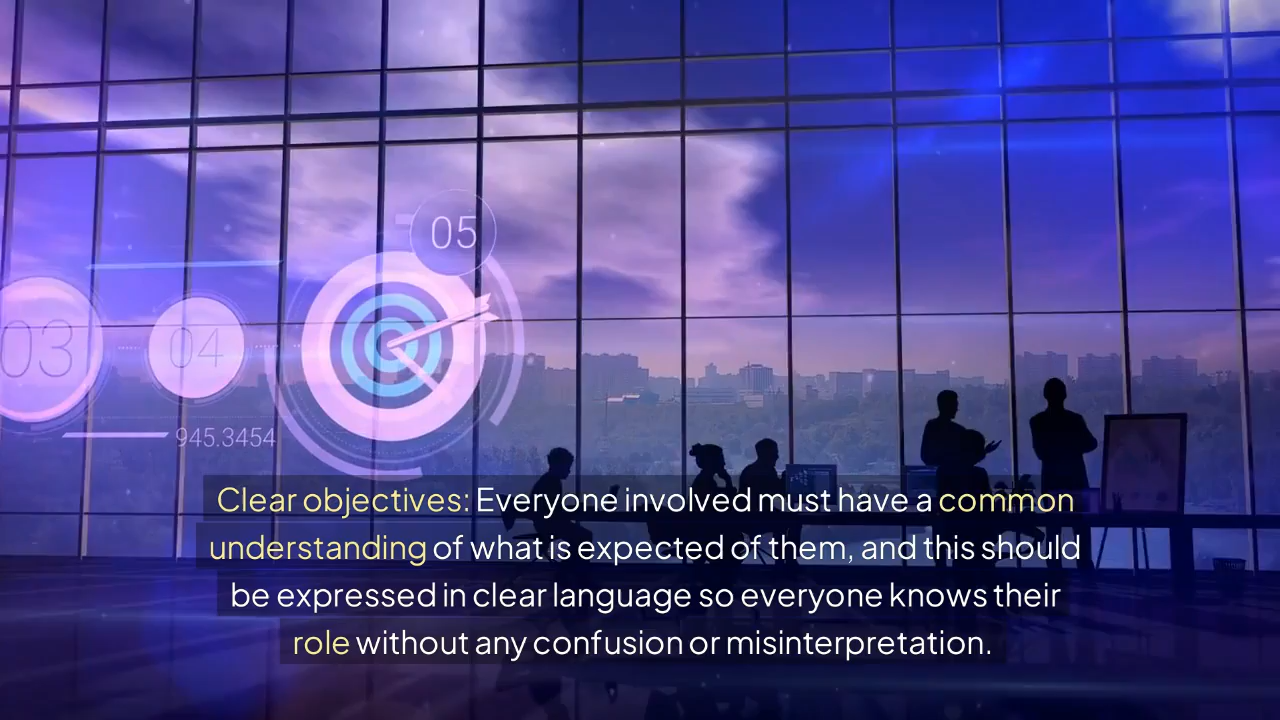 05
03
04
945.3454
Clear objectives: Everyone involved must have a common
understanding of what is expected of them, and this should
be expressed in clear language so everyone knows their
role without any confusion or misinterpretation.